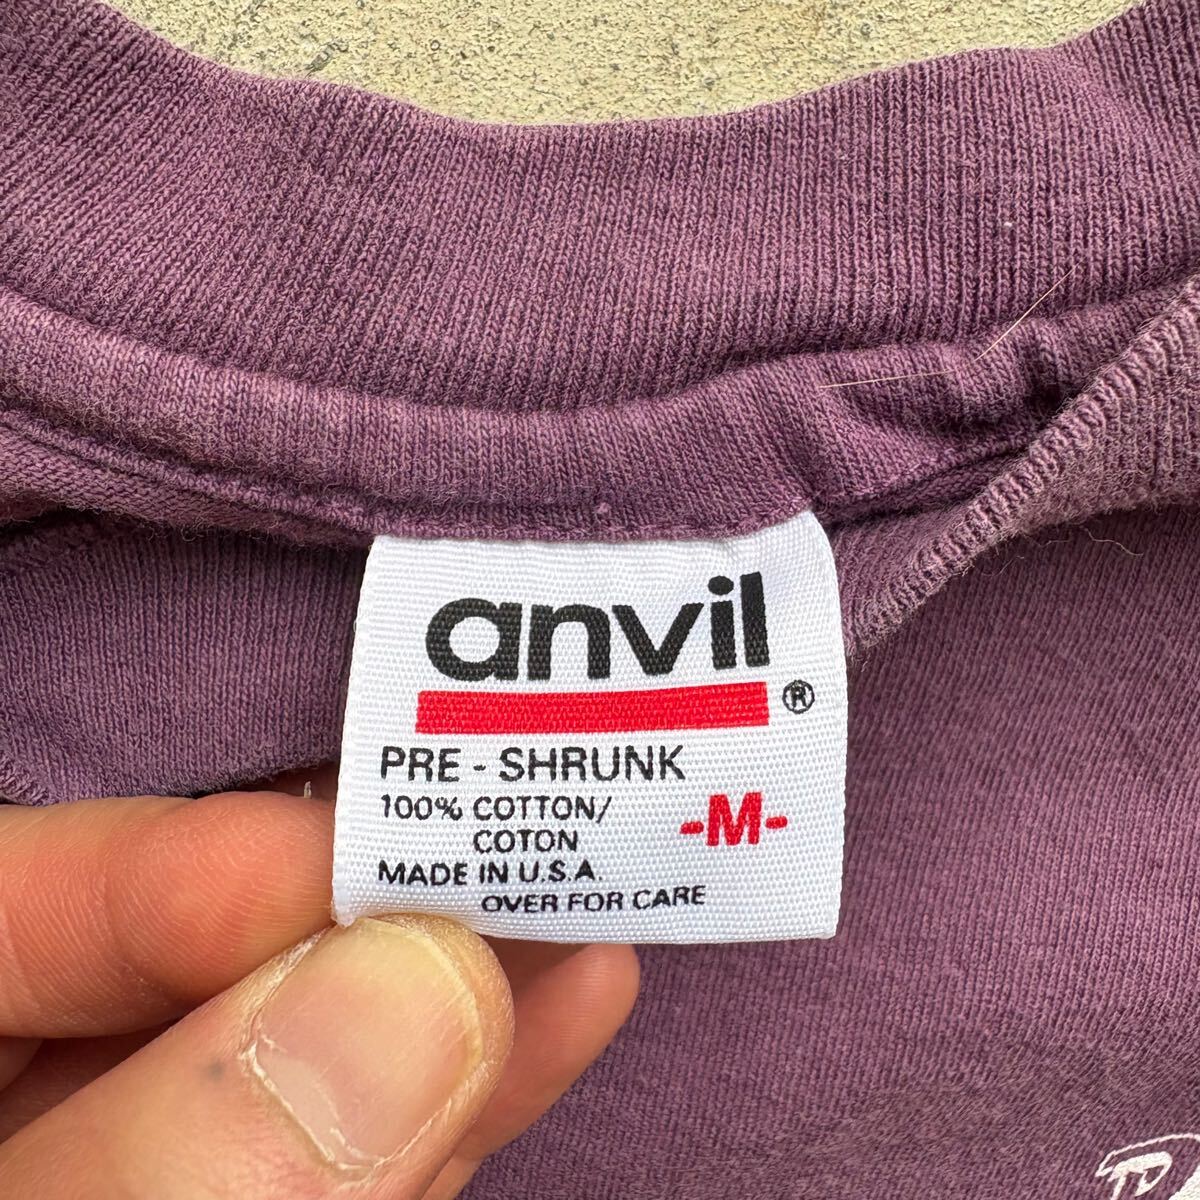 anvil
®
PRE - SHRUNK
100% COTTON/
COTON
-M-
MADE IN U.S.A.
OVER FOR CARE